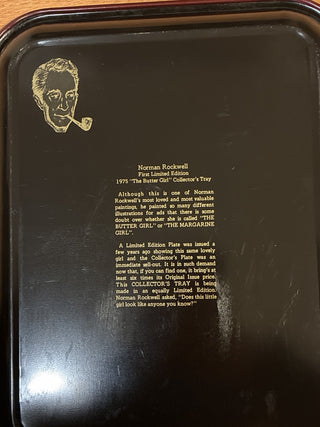 Norman Rockwell
First Limited Edition
1975 "The Butter Girl" Collector's Tray
Although this is one of Norman
Rockwell's most loved and most valuable
paintings, he painted so many different
illustrations for ads that there is some
doubt over whether she is called "THE
BUTTER GIRL" or "THE MARGARINE
GIRL".
A Limited Edition Plate was issued a
few years ago showing this same lovely
girl and the Collector's Plate was an
immediate sell-out. It is in such demand
now that, if you can find one, it bring's at
least six times its Original Issue price.
This COLLECTOR'S TRAY is being
made in an equally Limited Edition.
Norman Rockwell asked, "Does this little
girl look like anyone you know?"